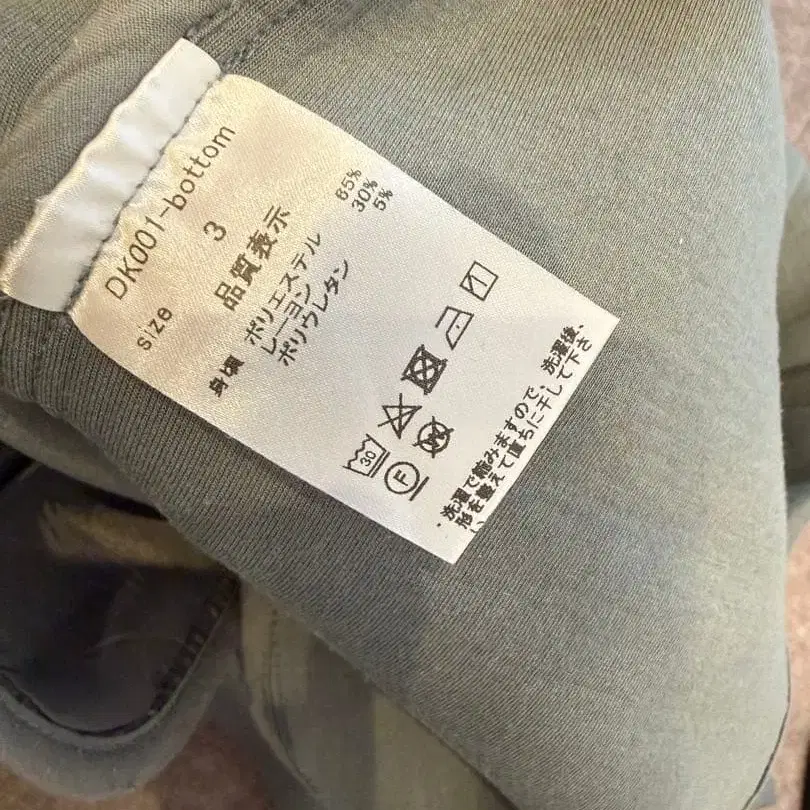 DK001-bottom
size 3
品質表示
身頃 ポリエステル 65%
レーヨン 30%
ポリウレタン 5%
30
F
・洗濯で縮みますので、洗濯後、
形を整えて直ちに干して下さ
い